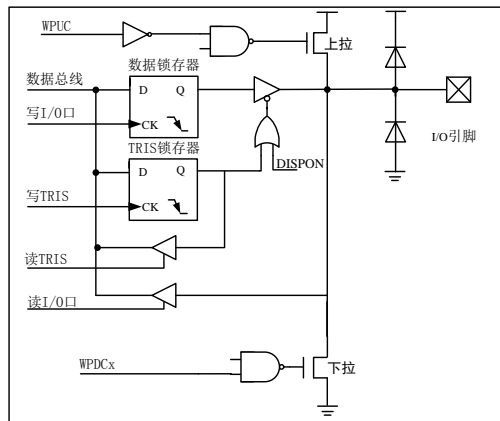 WPUC
上拉
数据总线
数据锁存器
D
Q
CK
写I/O口
I/O引脚
TRIS锁存器
DISPON
D
Q
CK
写TRIS
读TRIS
读I/O口
WPDCx
下拉